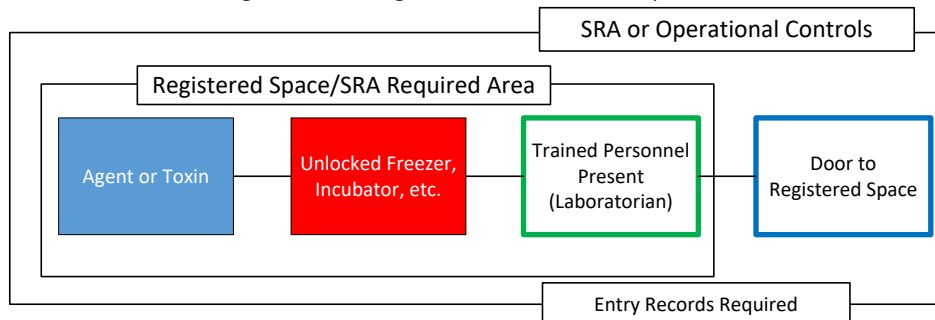 SRA or Operational Controls
Registered Space/SRA Required Area
Agent or Toxin
Unlocked Freezer,
Incubator, etc.
Trained Personnel
Present
(Laboratorian)
Door to
Registered Space
Entry Records Required